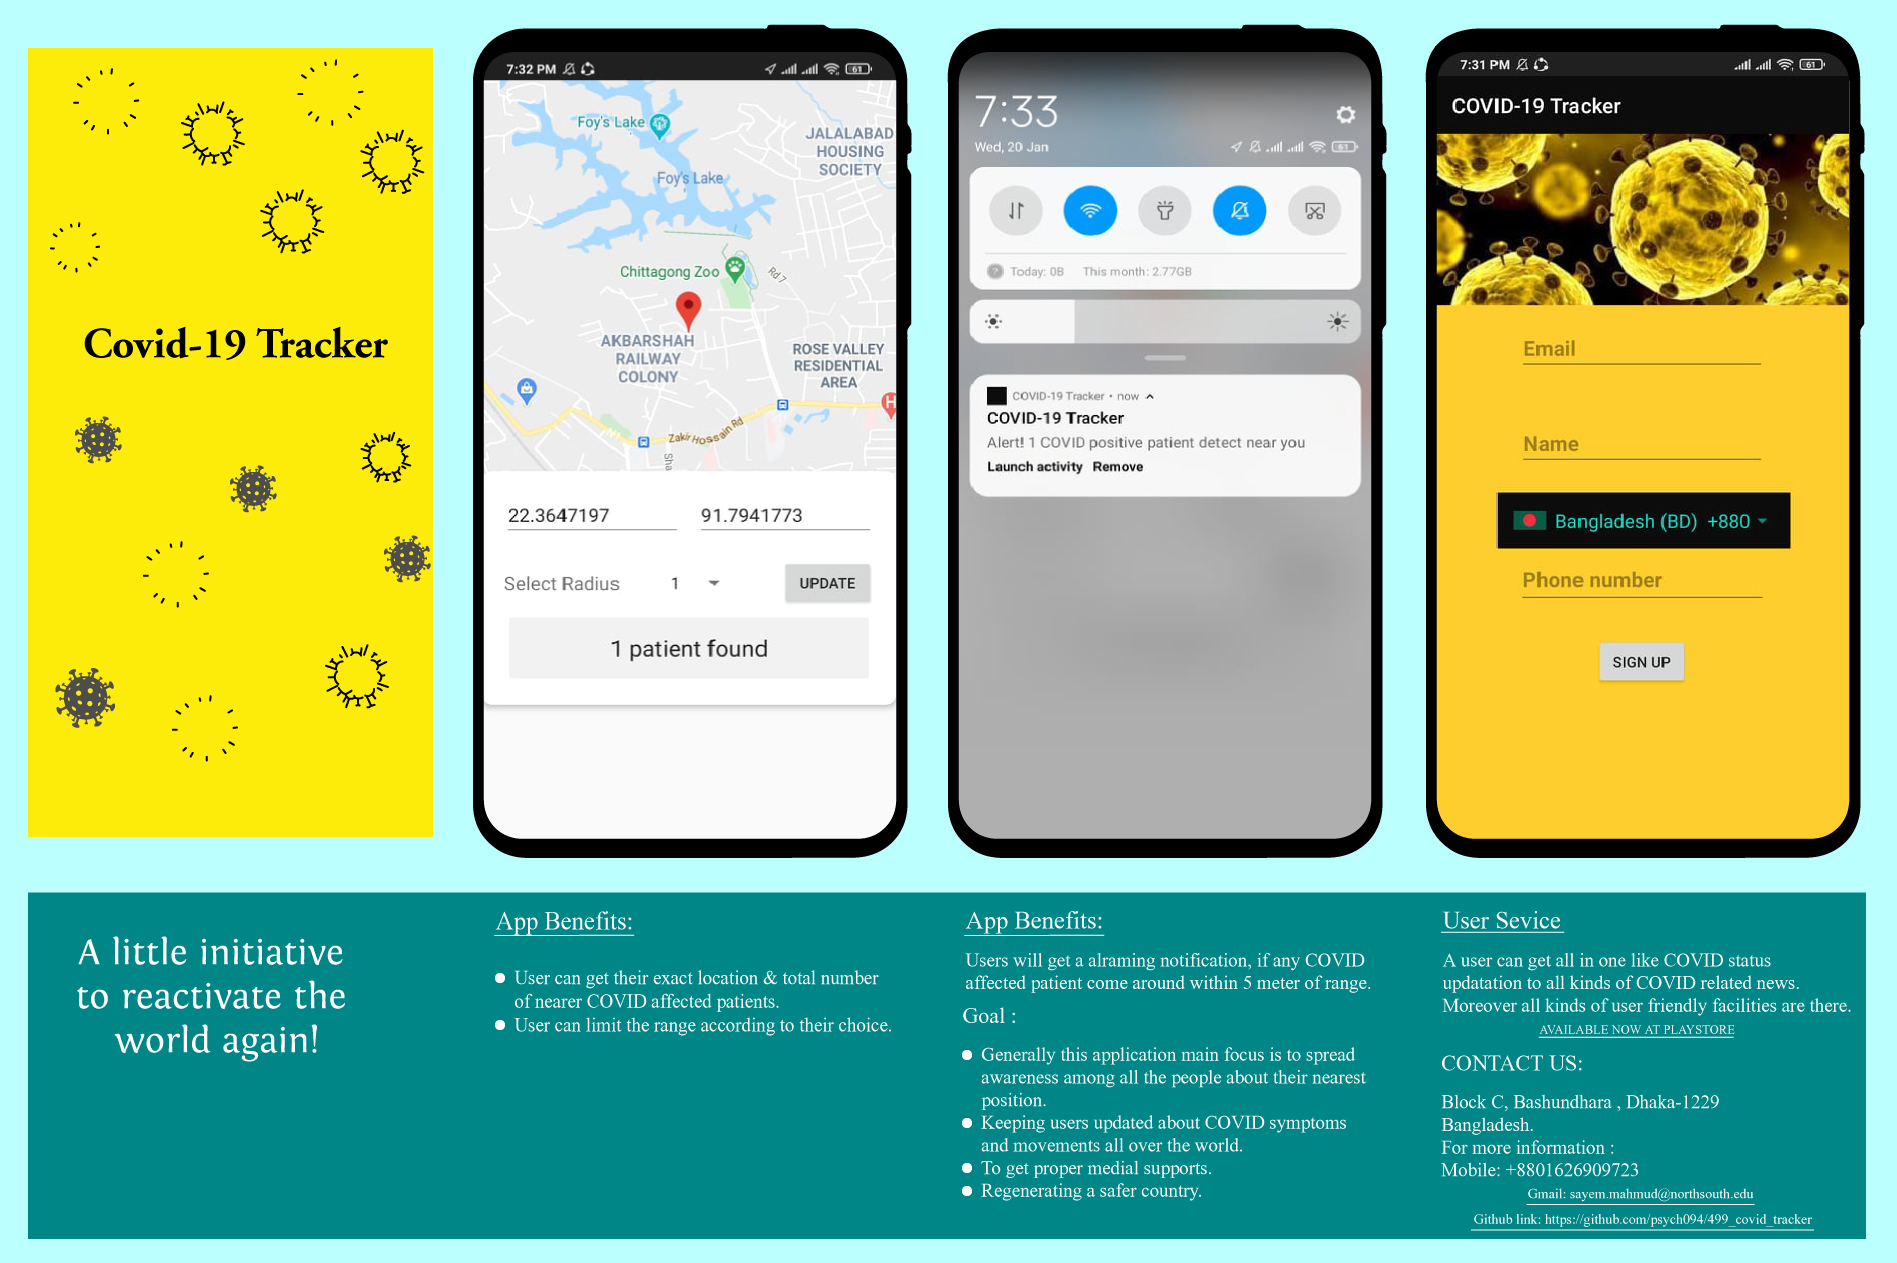 Covid-19 Tracker
7:32 PM
61
Foy's Lake
JALALABAD
HOUSING
SOCIETY
Foy's Lake
Chittagong Zoo
Rd 7
AKBARSHAH
RAILWAY
COLONY
ROSE VALLEY
RESIDENTIAL
AREA
H
Zakir Hossain Rd
Sha
22.3647197 91.7941773
Select Radius 1 UPDATE
1 patient found
7:33
Wed, 20 Jan
61
Today: 0B This month: 2.77GB
COVID-19 Tracker • now
COVID-19 Tracker
Alert! 1 COVID positive patient detect near you
Launch activity Remove
7:31 PM
61
COVID-19 Tracker
Email
Name
Bangladesh (BD) +880
Phone number
SIGN UP
A little initiative
to reactivate the
world again!
App Benefits:
User can get their exact location & total number
of nearer COVID affected patients.
User can limit the range according to their choice.
App Benefits:
Users will get a alraming notification, if any COVID
affected patient come around within 5 meter of range.
Goal :
Generally this application main focus is to spread
awareness among all the people about their nearest
position.
Keeping users updated about COVID symptoms
and movements all over the world.
To get proper medial supports.
Regenerating a safer country.
User Sevice
A user can get all in one like COVID status
updatation to all kinds of COVID related news.
Moreover all kinds of user friendly facilities are there.
AVAILABLE NOW AT PLAYSTORE
CONTACT US:
Block C, Bashundhara , Dhaka-1229
Bangladesh.
For more information :
Mobile: +8801626909723
Gmail: sayem.mahmud@northsouth.edu
Github link: https://github.com/psych094/499_covid_tracker